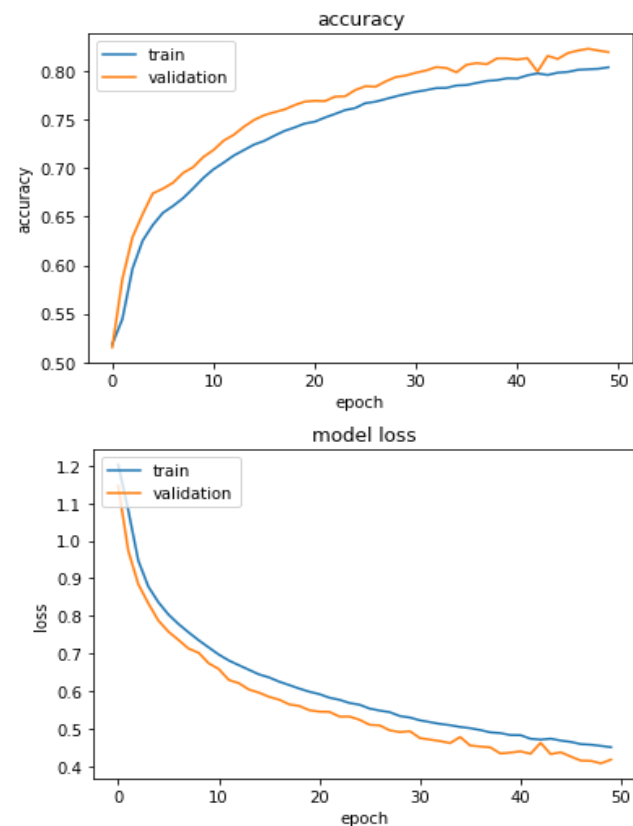 accuracy
train
validation
accuracy
0.80
0.75
0.70
0.65
0.60
0.55
0.50
0 10 20 30 40 50
epoch
model loss
train
validation
loss
1.2
1.1
1.0
0.9
0.8
0.7
0.6
0.5
0.4
0 10 20 30 40 50
epoch